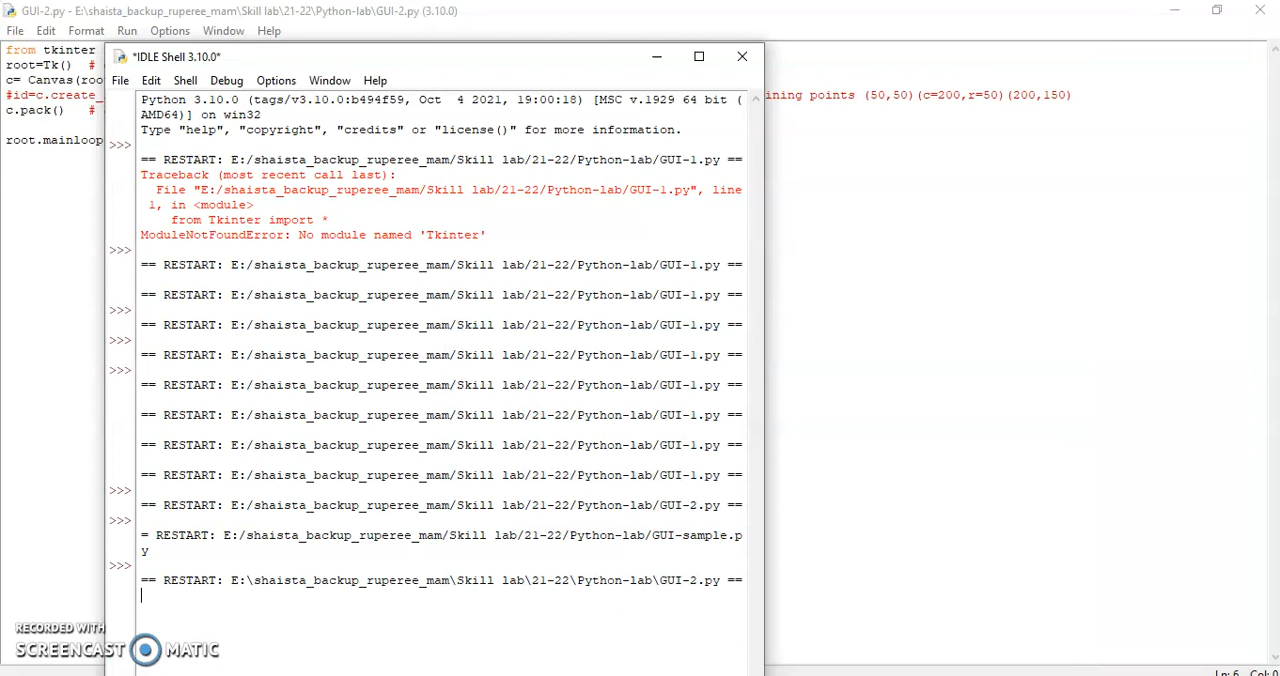 GUI-2.py - E:\shaista_backup_ruperee_mam\Skill lab\21-22\Python-lab\GUI-2.py (3.10.0)
File Edit Format Run Options Window Help
from tkinter
root=Tk() #
c= Canvas(roo
#id=c.create_
ining points (50,50)(c=200,r=50)(200,150)
c.pack() #
root.mainloop
*IDLE Shell 3.10.0*
File Edit Shell Debug Options Window Help
Python 3.10.0 (tags/v3.10.0:b494f59, Oct  4 2021, 19:00:18) [MSC v.1929 64 bit (
AMD64)] on win32
Type "help", "copyright", "credits" or "license()" for more information.
>>>
== RESTART: E:/shaista_backup_ruperee_mam/Skill lab/21-22/Python-lab/GUI-1.py ==
Traceback (most recent call last):
File "E:/shaista_backup_ruperee_mam/Skill lab/21-22/Python-lab/GUI-1.py", line
1, in <module>
from Tkinter import *
ModuleNotFoundError: No module named 'Tkinter'
>>>
== RESTART: E:/shaista_backup_ruperee_mam/Skill lab/21-22/Python-lab/GUI-1.py ==
== RESTART: E:/shaista_backup_ruperee_mam/Skill lab/21-22/Python-lab/GUI-1.py ==
>>>
== RESTART: E:/shaista_backup_ruperee_mam/Skill lab/21-22/Python-lab/GUI-1.py ==
>>>
== RESTART: E:/shaista_backup_ruperee_mam/Skill lab/21-22/Python-lab/GUI-1.py ==
>>>
== RESTART: E:/shaista_backup_ruperee_mam/Skill lab/21-22/Python-lab/GUI-1.py ==
== RESTART: E:/shaista_backup_ruperee_mam/Skill lab/21-22/Python-lab/GUI-1.py ==
== RESTART: E:/shaista_backup_ruperee_mam/Skill lab/21-22/Python-lab/GUI-1.py ==
== RESTART: E:/shaista_backup_ruperee_mam/Skill lab/21-22/Python-lab/GUI-1.py ==
>>>
== RESTART: E:/shaista_backup_ruperee_mam/Skill lab/21-22/Python-lab/GUI-2.py ==
>>>
= RESTART: E:/shaista_backup_ruperee_mam/Skill lab/21-22/Python-lab/GUI-sample.p
y
>>>
== RESTART: E:\shaista_backup_ruperee_mam\Skill lab\21-22\Python-lab\GUI-2.py ==
RECORDED WITH
SCREENCAST MATIC
Ln: 6 Col: 0